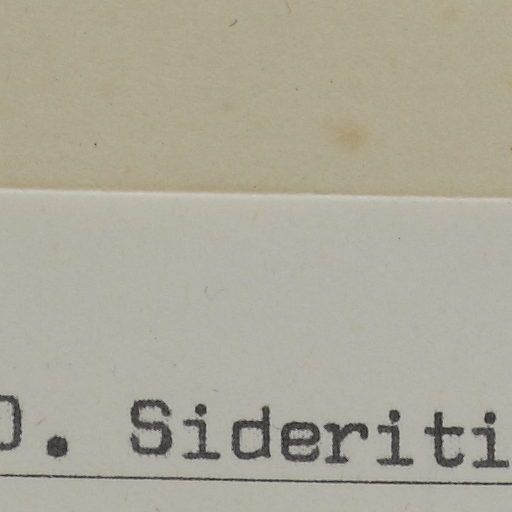 . Sideriti